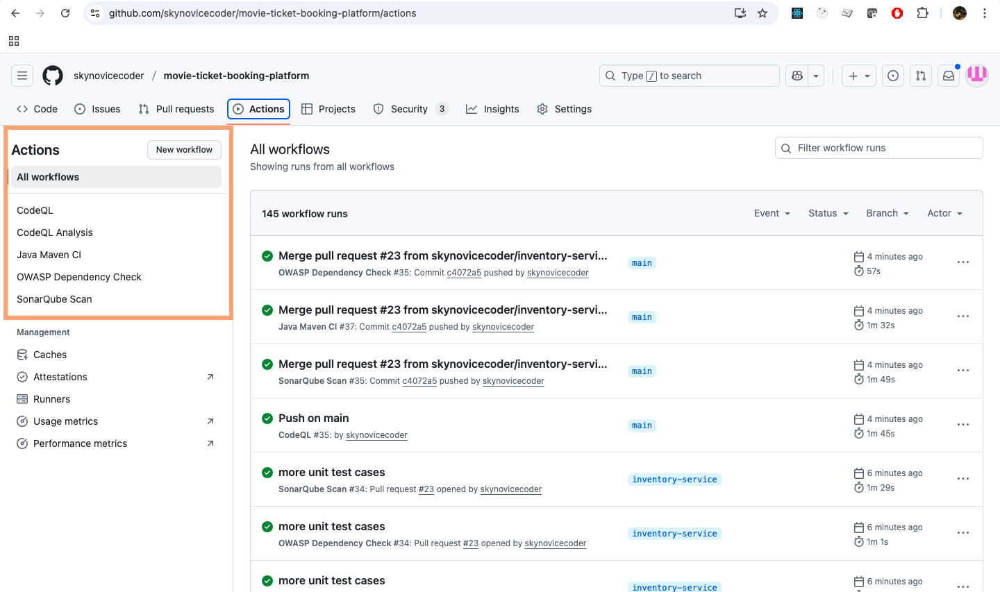 github.com/skynovicecoder/movie-ticket-booking-platform/actions
skynovicecoder / movie-ticket-booking-platform
Type / to search
Code
Issues
Pull requests
Actions
Projects
Security 3
Insights
Settings
Actions
New workflow
All workflows
CodeQL
CodeQL Analysis
Java Maven CI
OWASP Dependency Check
SonarQube Scan
Management
Caches
Attestations
Runners
Usage metrics
Performance metrics
All workflows
Showing runs from all workflows
Filter workflow runs
145 workflow runs
Event
Status
Branch
Actor
Merge pull request #23 from skynovicecoder/inventory-servi...
OWASP Dependency Check #35: Commit c4072a5 pushed by skynovicecoder
main
4 minutes ago
57s
Merge pull request #23 from skynovicecoder/inventory-servi...
Java Maven CI #37: Commit c4072a5 pushed by skynovicecoder
main
4 minutes ago
1m 32s
Merge pull request #23 from skynovicecoder/inventory-servi...
SonarQube Scan #35: Commit c4072a5 pushed by skynovicecoder
main
4 minutes ago
1m 49s
Push on main
CodeQL #35: by skynovicecoder
main
4 minutes ago
1m 45s
more unit test cases
SonarQube Scan #34: Pull request #23 opened by skynovicecoder
inventory-service
6 minutes ago
1m 29s
more unit test cases
OWASP Dependency Check #34: Pull request #23 opened by skynovicecoder
inventory-service
6 minutes ago
1m 1s
more unit test cases
inventory-service
6 minutes ago